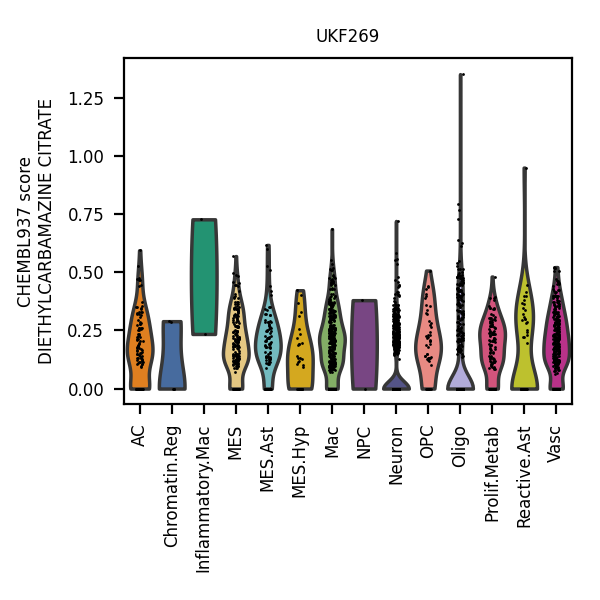 UKF269
CHEMBL937 score
DIETHYLCARBAMAZINE CITRATE
1.25
1.00
0.75
0.50
0.25
0.00
AC
Chromatin.Reg
Inflammatory.Mac
MES
MES.Ast
MES.Hyp
Mac
NPC
Neuron
OPC
Oligo
Prolif.Metab
Reactive.Ast
Vasc